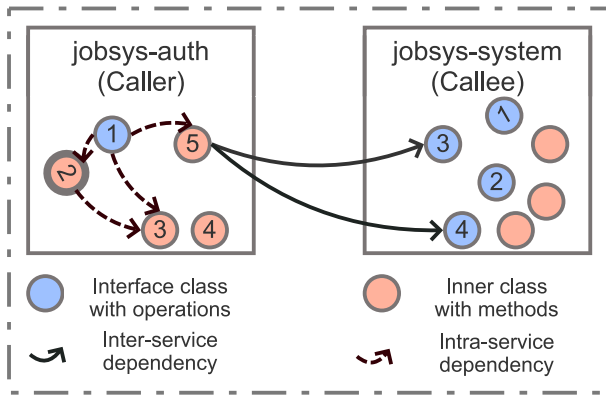 jobsys-auth
(Caller)
jobsys-system
(Callee)
1
5
2
3
4
1
3
2
4
Interface class
with operations
Inner class
with methods
Inter-service
dependency
Intra-service
dependency